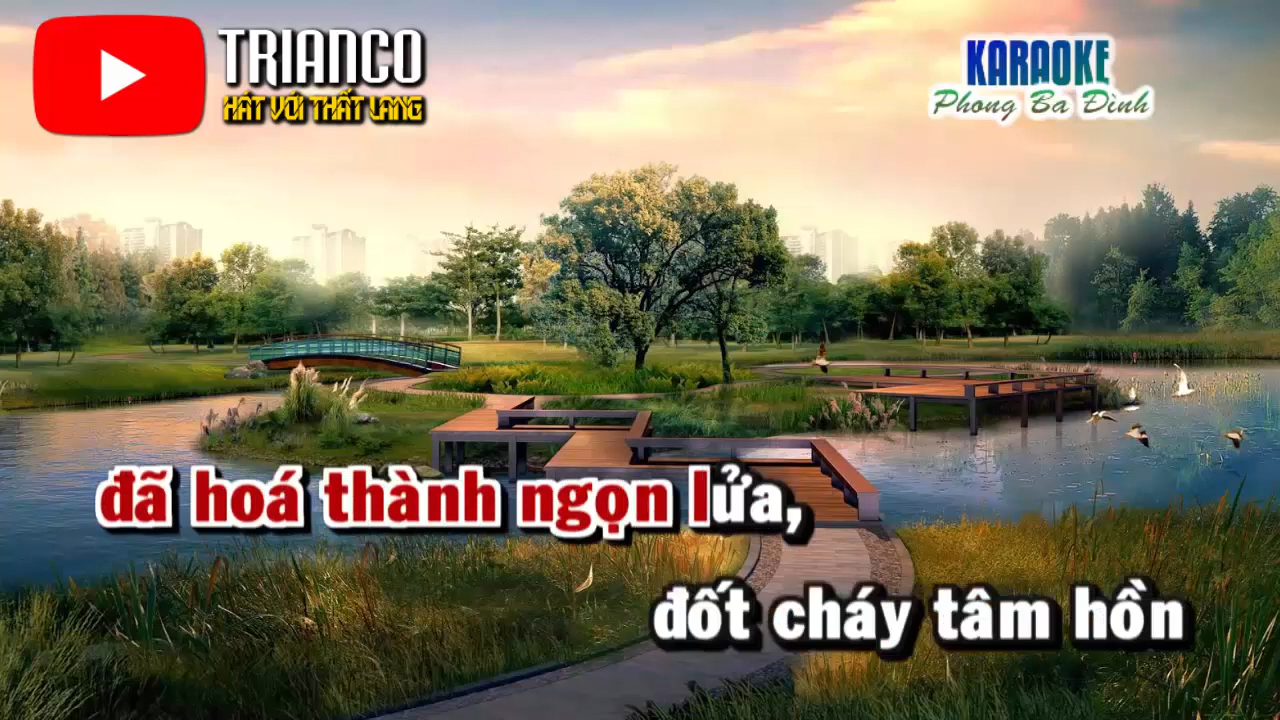 TRIANCO
HÁT VỚI THẤT LANG
KARAOKE
Phong Ba Đình
đã hoá thành ngọn lửa,
đốt cháy tâm hồn